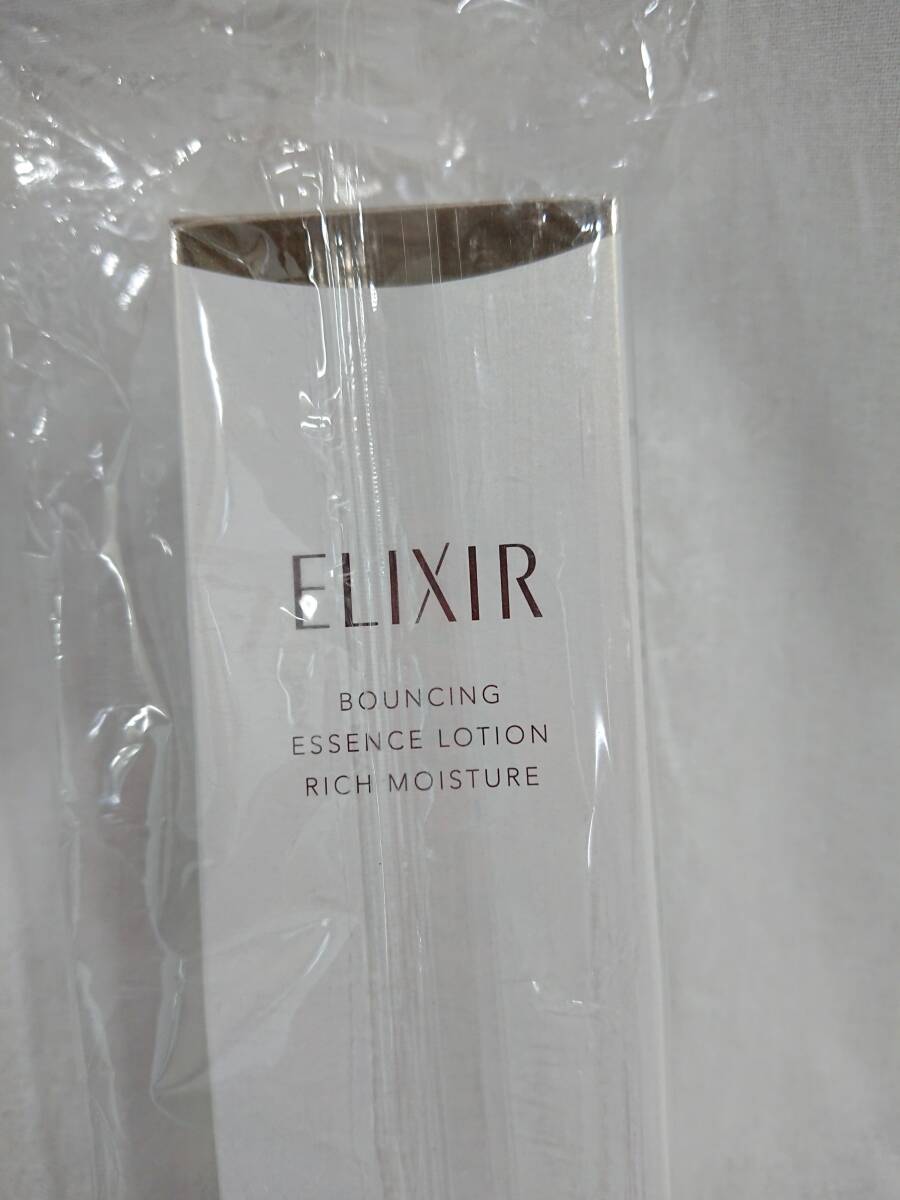 ELIXIR
BOUNCING
ESSENCE LOTION
RICH MOISTURE